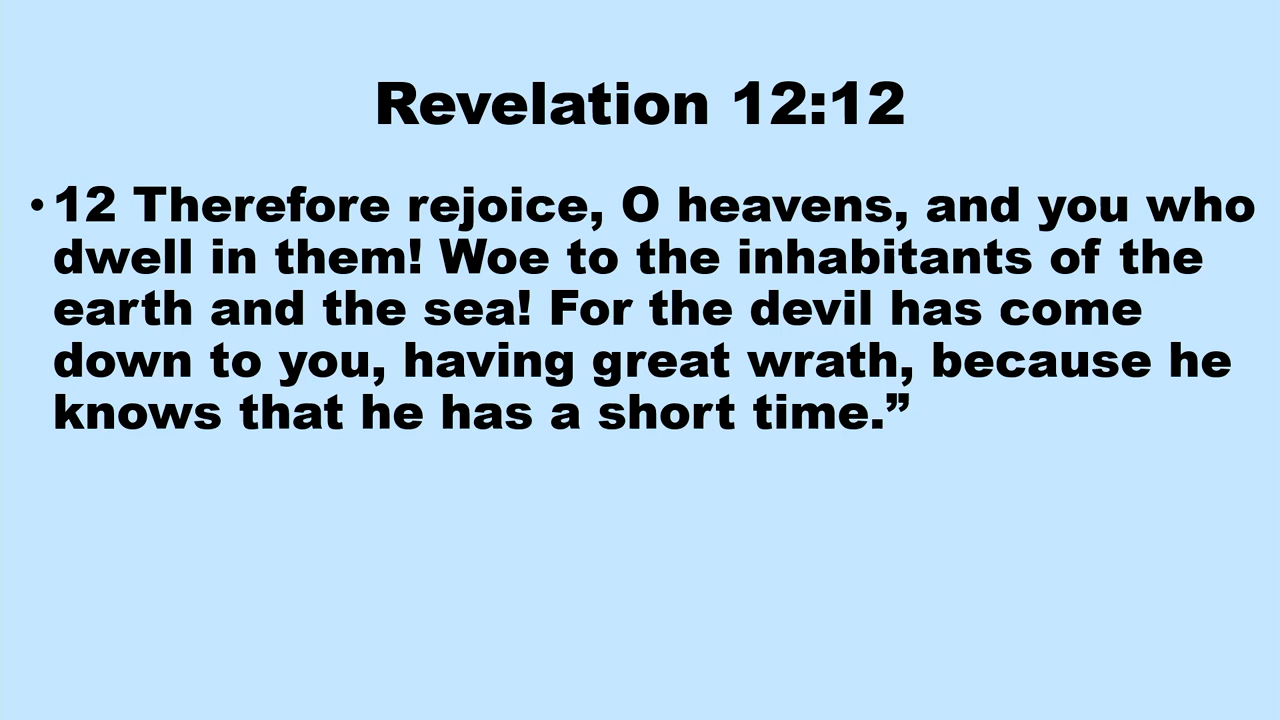 Revelation 12:12
• 12 Therefore rejoice, O heavens, and you who
dwell in them! Woe to the inhabitants of the
earth and the sea! For the devil has come
down to you, having great wrath, because he
knows that he has a short time.”